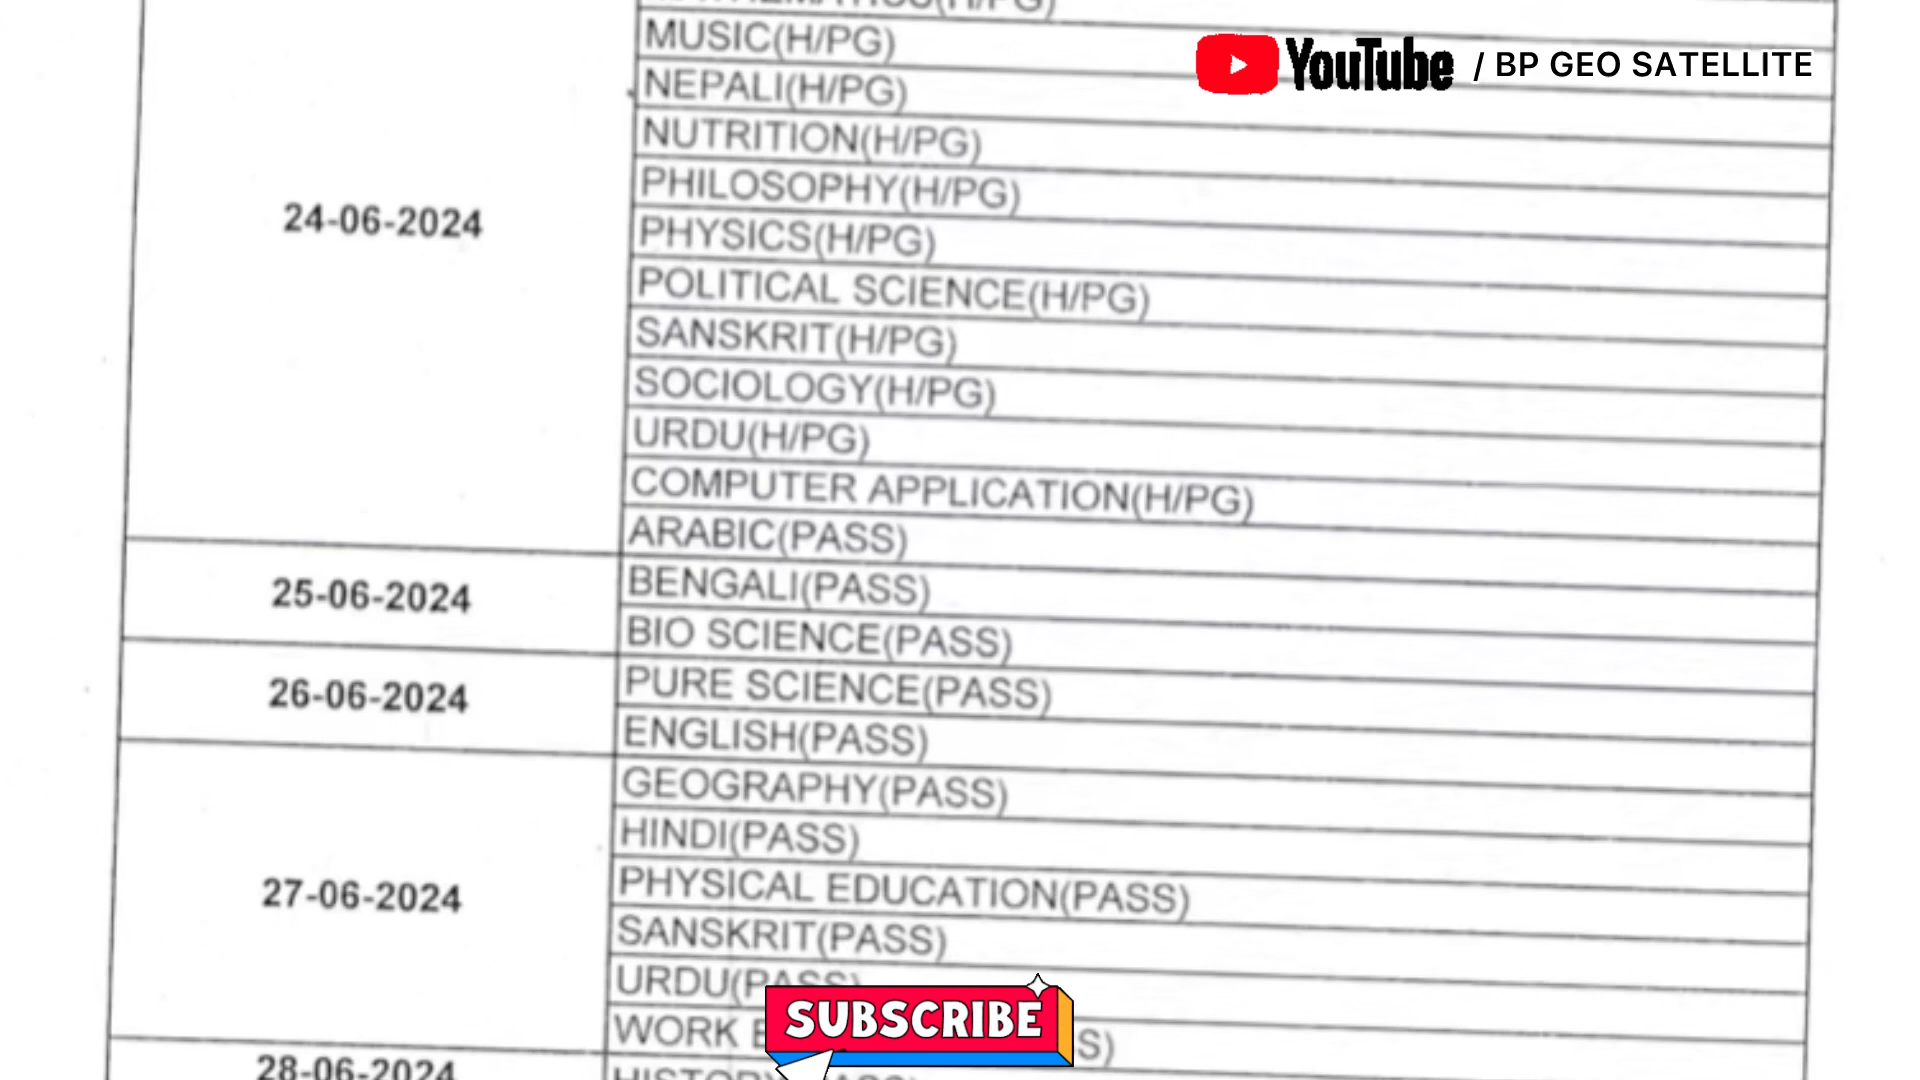 MUSIC(H/PG)
YouTube / BP GEO SATELLITE
NEPALI(H/PG)
NUTRITION(H/PG)
PHILOSOPHY(H/PG)
24-06-2024
PHYSICS(H/PG)
POLITICAL SCIENCE(H/PG)
SANSKRIT(H/PG)
SOCIOLOGY(H/PG)
URDU(H/PG)
COMPUTER APPLICATION(H/PG)
ARABIC(PASS)
25-06-2024
BENGALI(PASS)
BIO SCIENCE(PASS)
26-06-2024
PURE SCIENCE(PASS)
ENGLISH(PASS)
GEOGRAPHY(PASS)
HINDI(PASS)
27-06-2024
PHYSICAL EDUCATION(PASS)
SANSKRIT(PASS)
URDU(PASS)
SUBSCRIBE
WORK
28-06-2024